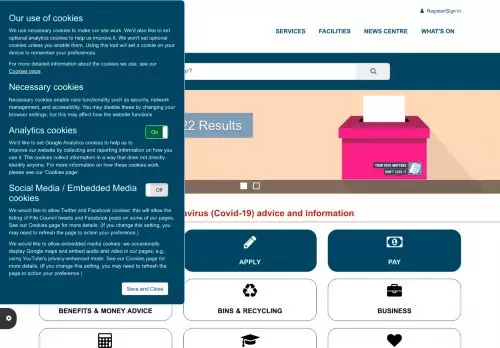 Our use of cookies
We use necessary cookies to make our site work. We'd also like to set
optional analytics cookies to help us improve it. We won't set optional
cookies unless you enable them. Using this tool will set a cookie on your
device to remember your preferences.
For more detailed information about the cookies we use, see our
Cookies page.
Necessary cookies
Necessary cookies enable core functionality such as security, network
management, and accessibility. You may disable these by changing your
browser settings, but this may affect how the website functions
Analytics cookies
On
We'd like to set Google Analytics cookies to help us to
improve our website by collecting and reporting information on how you
use it. The cookies collect information in a way that does not directly
identify anyone. For more information on how these cookies work,
please see our 'Cookies page'.
Social Media / Embedded Media
cookies
Off
We would like to allow Twitter and Facebook cookies: this will allow the
listing of Fife Council tweets and Facebook posts on some of our pages.
See our Cookies page for more details. (If you change this setting, you
may need to refresh the page to action your preference.)
We would like to allow embedded media cookies: we occasionally
display Google maps and embed audio and video in our pages, e.g.,
using YouTube's privacy-enhanced mode. See our Cookies page for
more details. (If you change this setting, you may need to refresh the
page to action your preference.)
Save and Close
Register/Sign In
SERVICES FACILITIES NEWS CENTRE WHAT'S ON
r?
22 Results
YOUR VOTE MATTERS
DON'T LOSE IT
avirus (Covid-19) advice and information
APPLY
PAY
BENEFITS & MONEY ADVICE
BINS & RECYCLING
BUSINESS